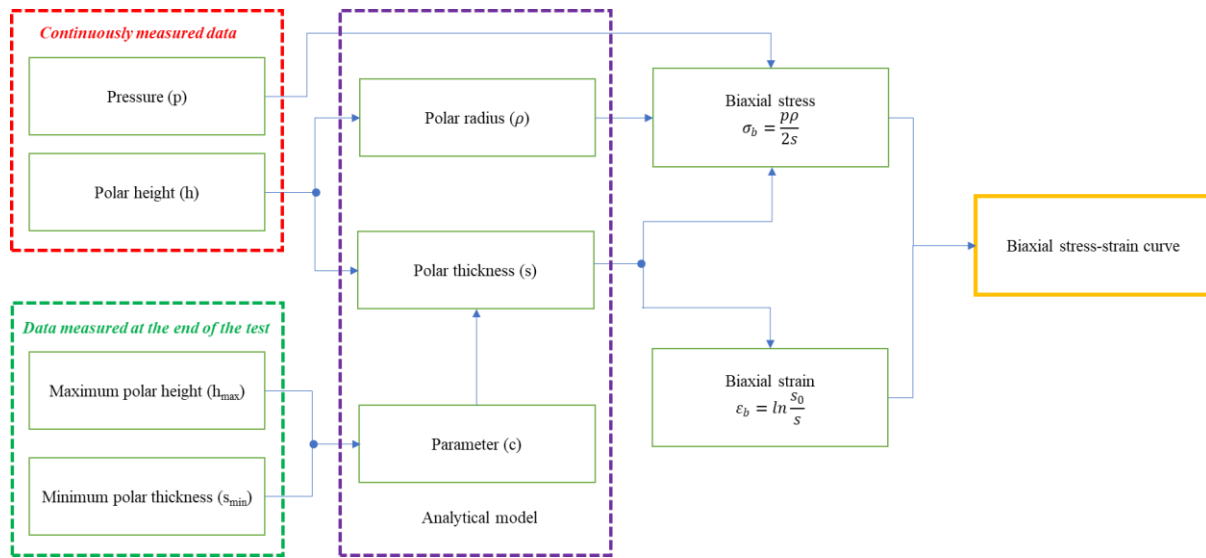 Continuously measured data
Pressure (p)
Polar height (h)
Data measured at the end of the test
Maximum polar height (hmax)
Minimum polar thickness (smin)
Polar radius (ρ)
Polar thickness (s)
Parameter (c)
Analytical model
Biaxial stress
σb = pρ/2s
Biaxial strain
εb = ln s0/s
Biaxial stress-strain curve